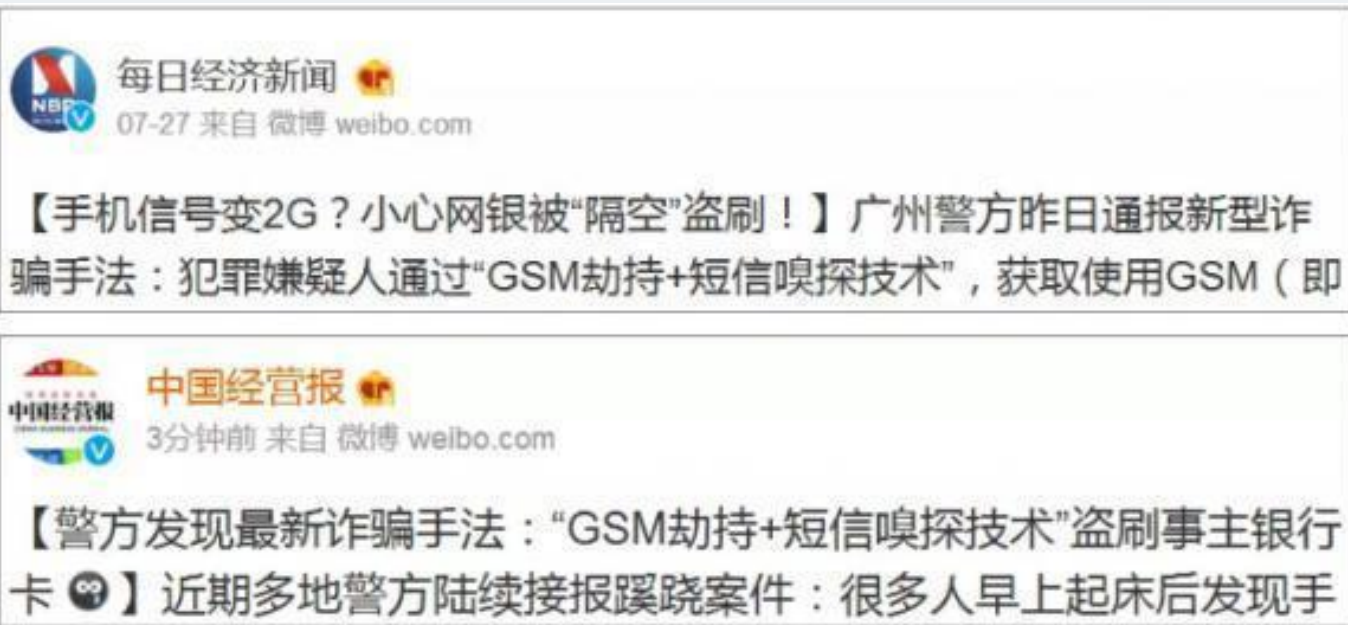 NBD
每日经济新闻
07-27 来自 微博 weibo.com
【手机信号变2G？小心网银被“隔空”盗刷！】广州警方昨日通报新型诈
骗手法：犯罪嫌疑人通过“GSM劫持+短信嗅探技术”，获取使用GSM（即
中国经营报
中国经营报
3分钟前 来自 微博 weibo.com
【警方发现最新诈骗手法：“GSM劫持+短信嗅探技术”盗刷事主银行
卡】近期多地警方陆续接报蹊跷案件：很多人早上起床后发现手